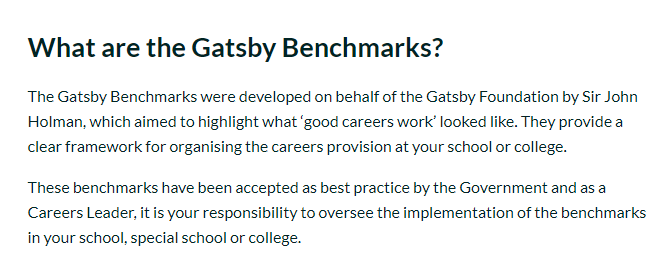 What are the Gatsby Benchmarks?
The Gatsby Benchmarks were developed on behalf of the Gatsby Foundation by Sir John
Holman, which aimed to highlight what ‘good careers work’ looked like. They provide a
clear framework for organising the careers provision at your school or college.
These benchmarks have been accepted as best practice by the Government and as a
Careers Leader, it is your responsibility to oversee the implementation of the benchmarks
in your school, special school or college.